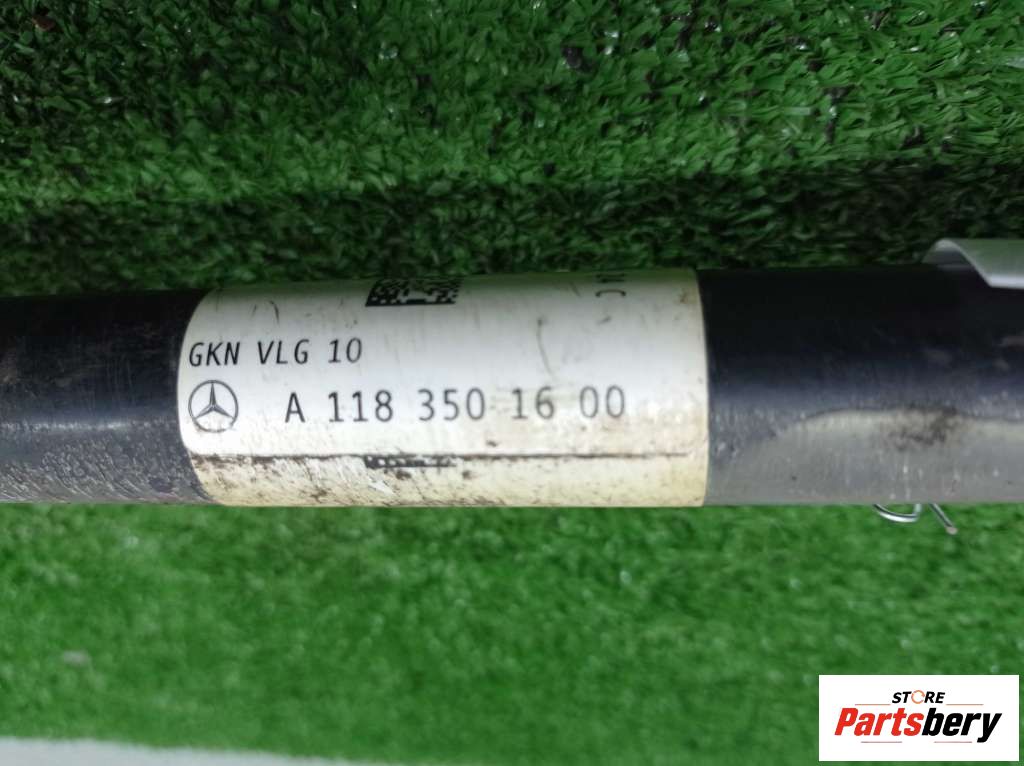 GKN VLG 10
A 118 350 16 00
STORE
Partsbery